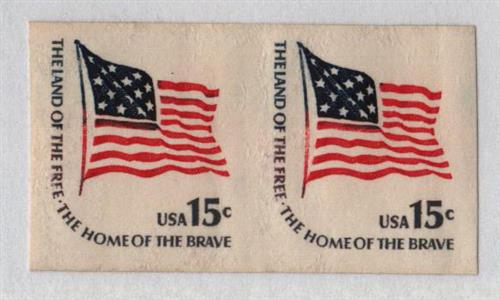 THE LAND OF THE FREE · THE HOME OF THE BRAVE
USA 15c
THE LAND OF THE FREE · THE HOME OF THE BRAVE
USA 15c